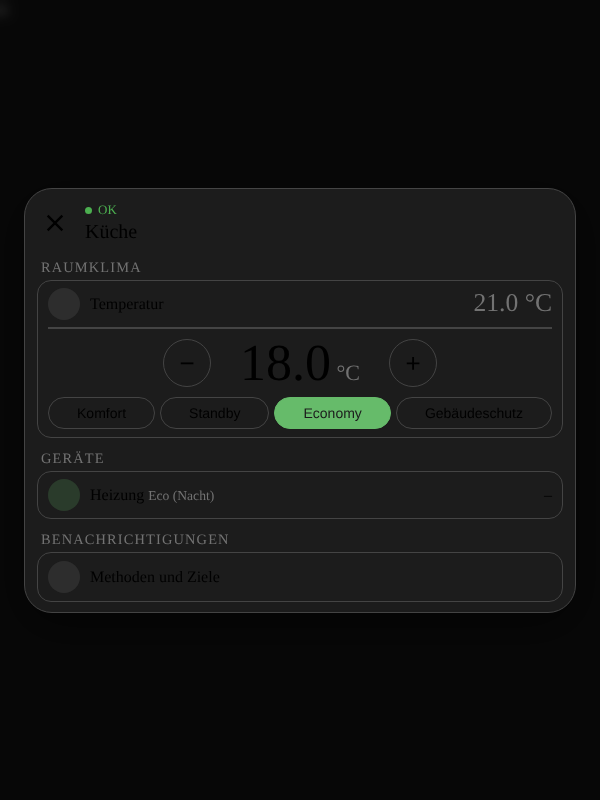 OK
Küche
RAUMKLIMA
Temperatur 21.0 °C
− 18.0 °C +
Komfort Standby Economy Gebäudeschutz
GERÄTE
Heizung Eco (Nacht) –
BENACHRICHTIGUNGEN
Methoden und Ziele